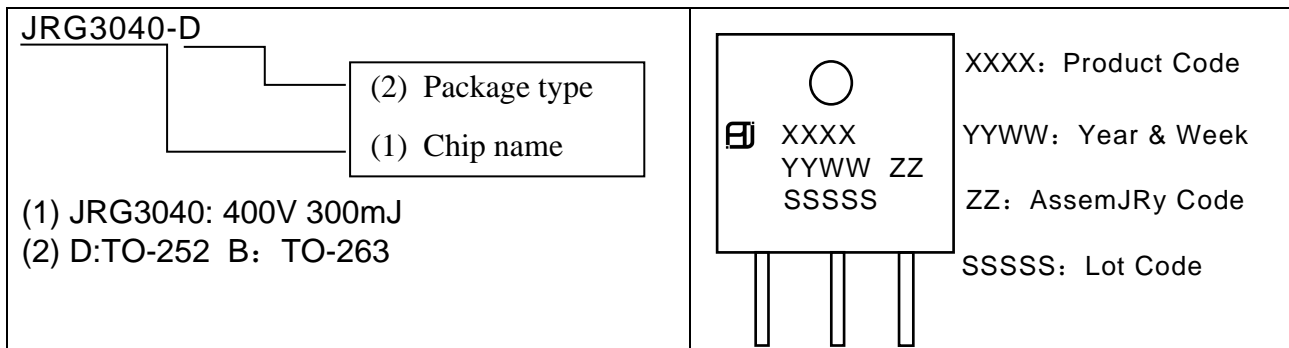 JRG3040-D
(2) Package type
(1) Chip name
(1) JRG3040: 400V 300mJ
(2) D:TO-252 B：TO-263
XXXX
YYWW ZZ
SSSSS
XXXX：Product Code
YYWW：Year & Week
ZZ：AssemJRy Code
SSSSS：Lot Code